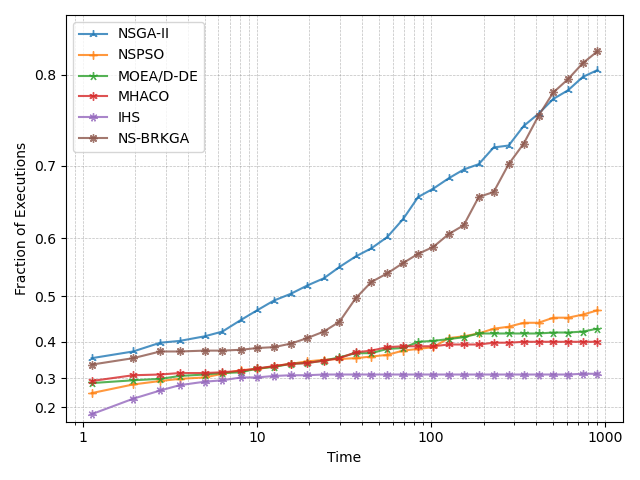 NSGA-II
NSPSO
MOEA/D-DE
MHACO
IHS
NS-BRKGA
Fraction of Executions
0.8
0.7
0.6
0.5
0.4
0.3
0.2
1 10 100 1000
Time